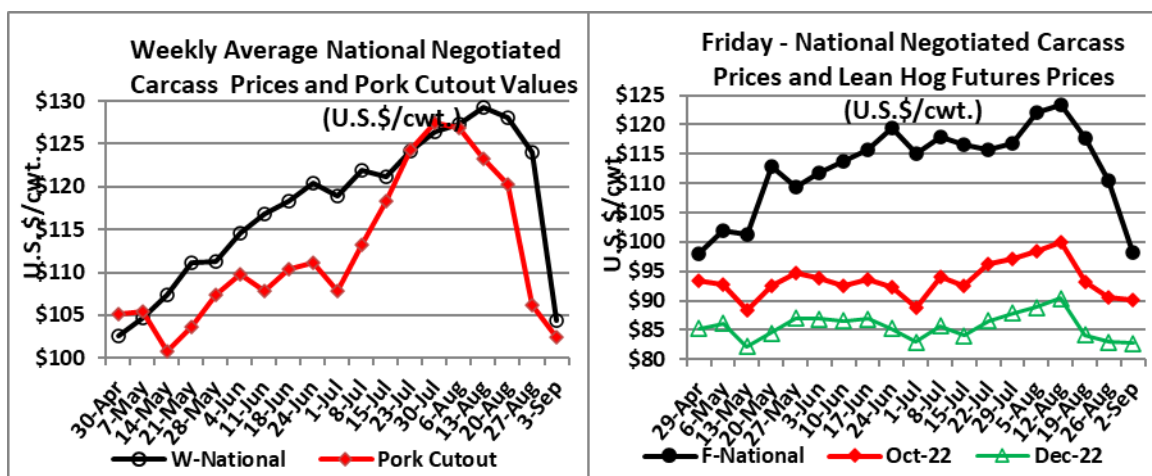 Weekly Average National Negotiated
Carcass Prices and Pork Cutout Values
(U.S.$/cwt.)
$130
$125
$120
$115
$110
$105
$100
U.S. $/cwt.
30-Apr
7-May
14-May
21-May
28-May
4-Jun
11-Jun
18-Jun
24-Jun
1-Jul
8-Jul
15-Jul
23-Jul
30-Jul
6-Aug
13-Aug
20-Aug
27-Aug
3-Sep
W-National
Pork Cutout
Friday - National Negotiated Carcass
Prices and Lean Hog Futures Prices
(U.S.$/cwt.)
$125
$120
$115
$110
$105
$100
$95
$90
$85
$80
U.S. $/cwt.
29-Apr
6-May
13-May
20-May
27-May
3-Jun
10-Jun
17-Jun
24-Jun
1-Jul
8-Jul
15-Jul
22-Jul
29-Jul
5-Aug
12-Aug
19-Aug
26-Aug
2-Sep
F-National
Oct-22
Dec-22